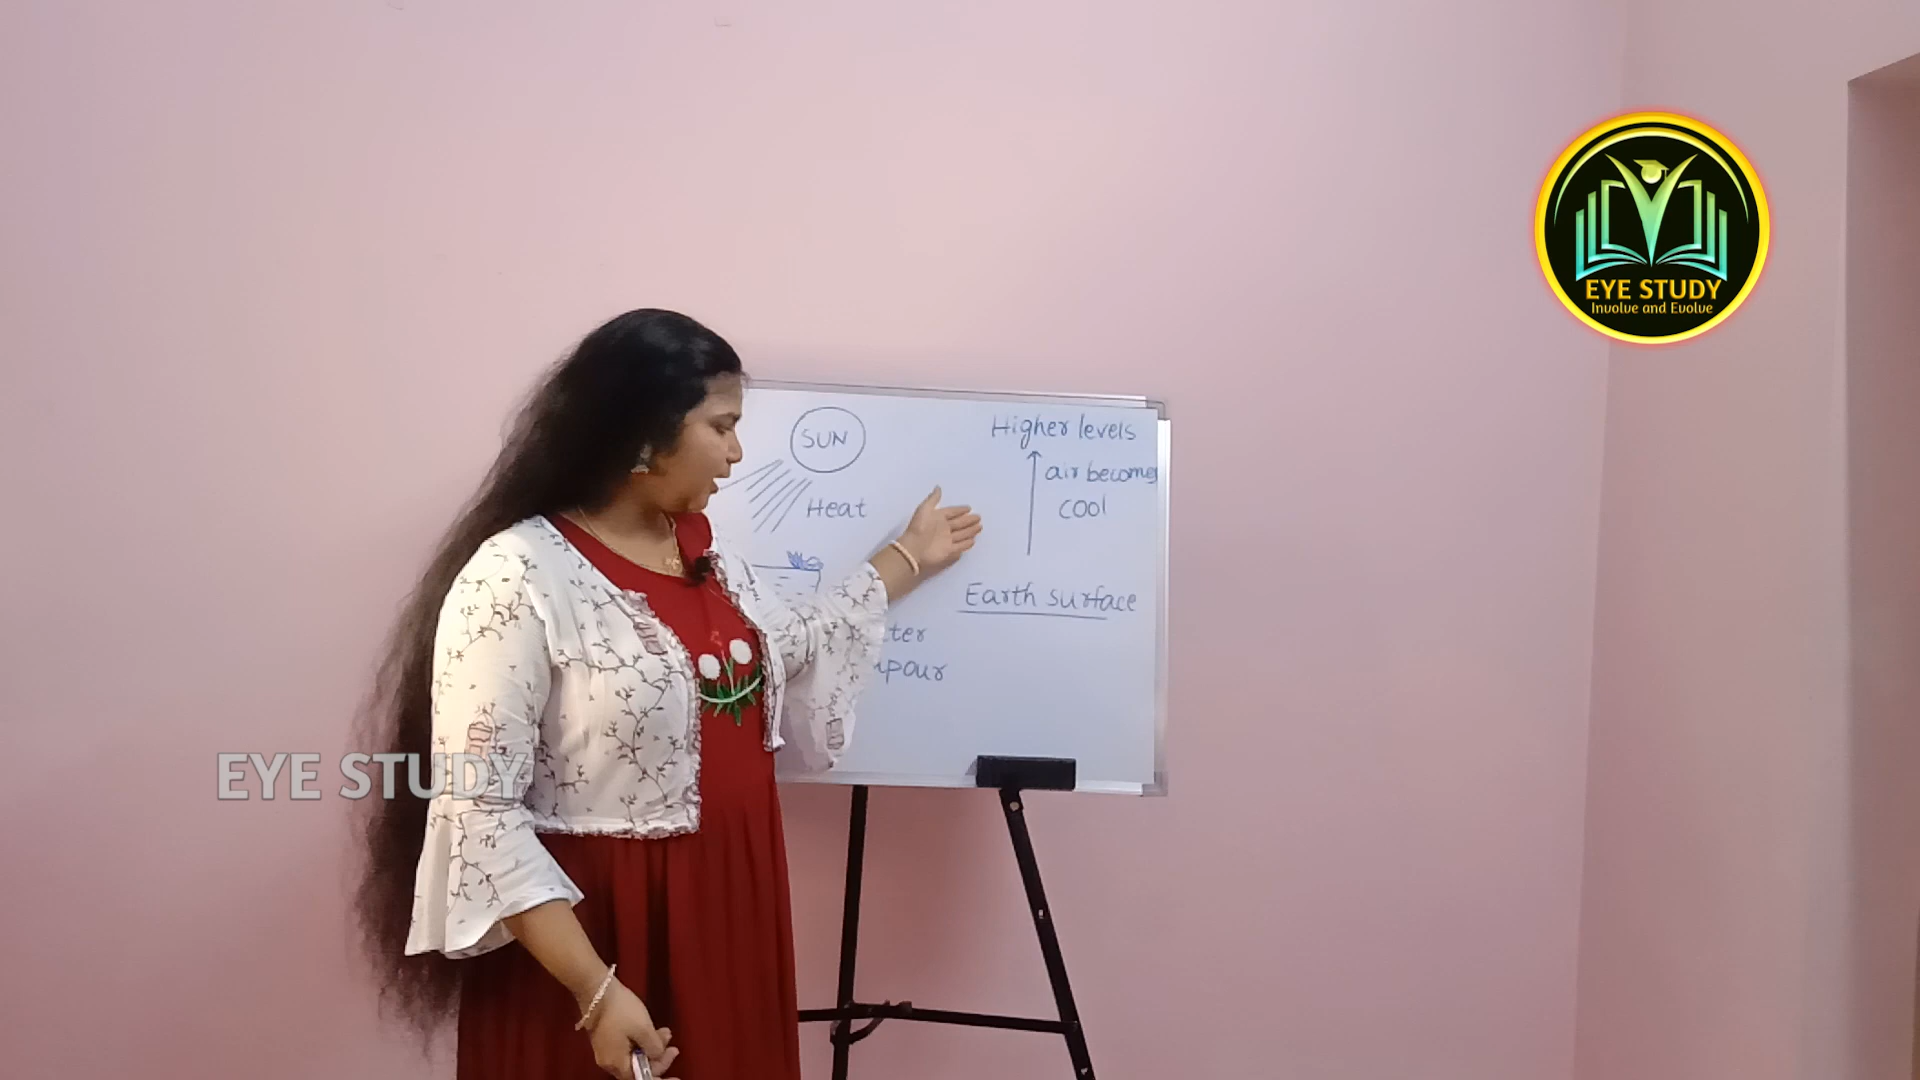 SUN
Heat
Higher levels
air becomes
cool
Earth surface
EYE STUDY
Involve and Evolve
EYE STUDY